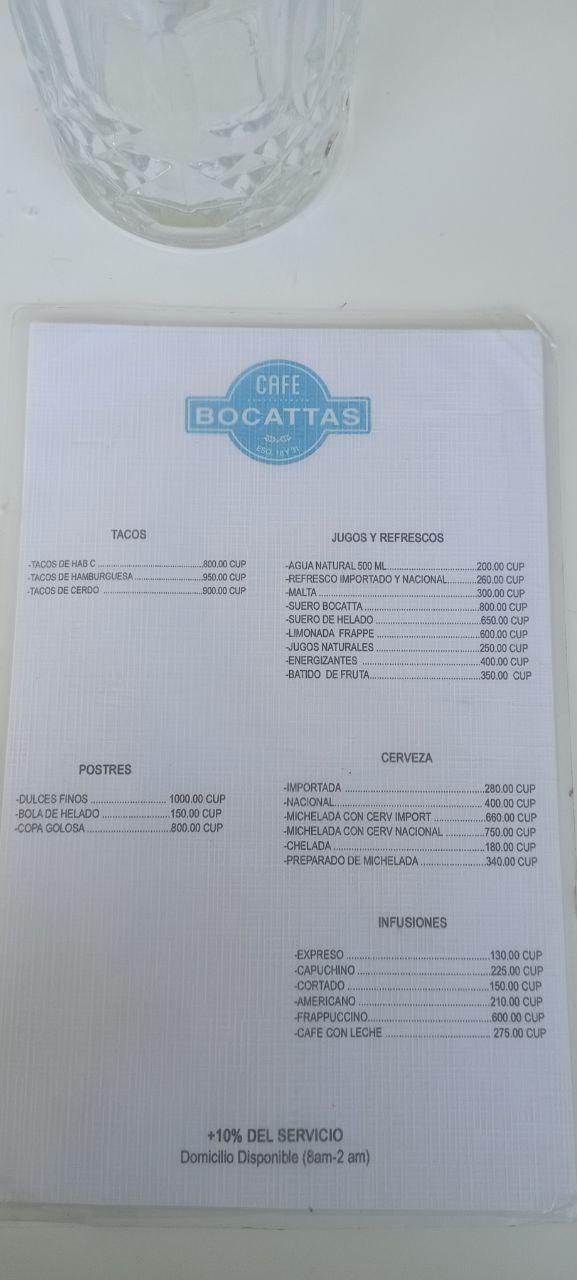 CAFE
BOCATTAS
ESQ. 18 Y 21
TACOS
-TACOS DE HAB C ........................................800.00 CUP
-TACOS DE HAMBURGUESA ..........................950.00 CUP
-TACOS DE CERDO .......................................900.00 CUP
JUGOS Y REFRESCOS
-AGUA NATURAL 500 ML................................200.00 CUP
-REFRESCO IMPORTADO Y NACIONAL...........260.00 CUP
-MALTA .........................................................300.00 CUP
-SUERO BOCATTA .........................................800.00 CUP
-SUERO DE HELADO ......................................650.00 CUP
-LIMONADA FRAPPE ......................................600.00 CUP
-JUGOS NATURALES .....................................250.00 CUP
-ENERGIZANTES ..........................................400.00 CUP
-BATIDO DE FRUTA........................................350.00 CUP
POSTRES
-DULCES FINOS ........................... 1000.00 CUP
-BOLA DE HELADO .........................150.00 CUP
-COPA GOLOSA ..............................800.00 CUP
CERVEZA
-IMPORTADA ................................................280.00 CUP
-NACIONAL.................................................... 400.00 CUP
-MICHELADA CON CERV IMPORT ..................660.00 CUP
-MICHELADA CON CERV NACIONAL .............750.00 CUP
-CHELADA .....................................................180.00 CUP
-PREPARADO DE MICHELADA .......................340.00 CUP
INFUSIONES
-EXPRESO ....................................................130.00 CUP
-CAPUCHINO ................................................225.00 CUP
-CORTADO ...................................................150.00 CUP
-AMERICANO ................................................210.00 CUP
-FRAPPUCCINO.............................................600.00 CUP
-CAFE CON LECHE ...................................... 275.00 CUP
+10% DEL SERVICIO
Domicilio Disponible (8am-2 am)